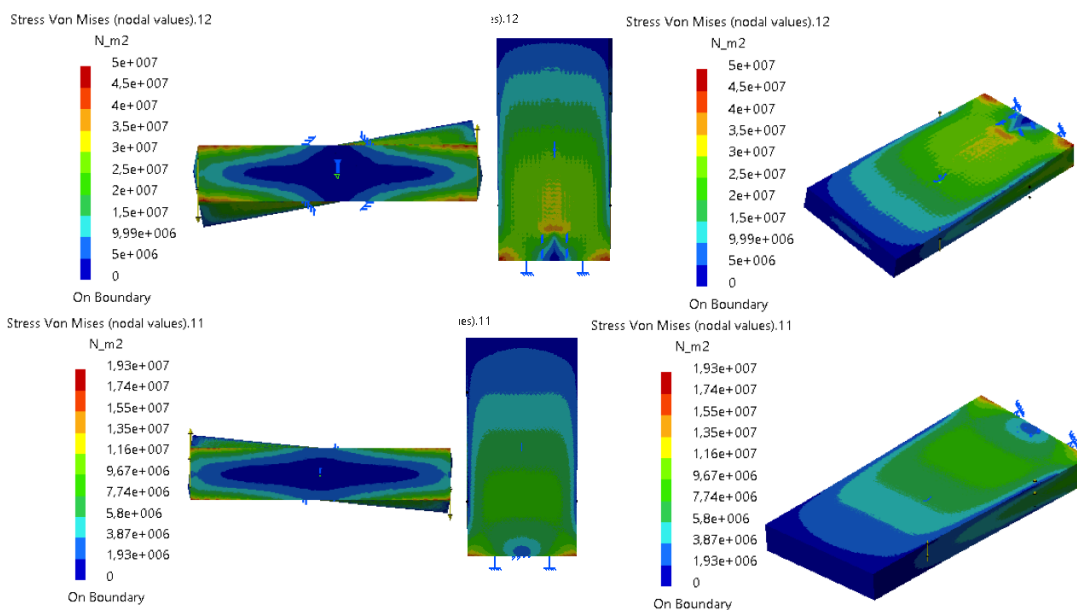 Stress Von Mises (nodal values).12
N_m2
5e+007
4,5e+007
4e+007
3,5e+007
3e+007
2,5e+007
2e+007
1,5e+007
9,99e+006
5e+006
0
On Boundary
es).12
Stress Von Mises (nodal values).12
N_m2
5e+007
4,5e+007
4e+007
3,5e+007
3e+007
2,5e+007
2e+007
1,5e+007
9,99e+006
5e+006
0
On Boundary
Stress Von Mises (nodal values).11
N_m2
1,93e+007
1,74e+007
1,55e+007
1,35e+007
1,16e+007
9,67e+006
7,74e+006
5,8e+006
3,87e+006
1,93e+006
0
On Boundary
es).11
Stress Von Mises (nodal values).11
N_m2
1,93e+007
1,74e+007
1,55e+007
1,35e+007
1,16e+007
9,67e+006
7,74e+006
5,8e+006
3,87e+006
1,93e+006
0
On Boundary